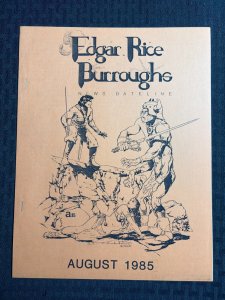 Edgar Rice
Burroughs
NEWS DATELINE
AUGUST 1985